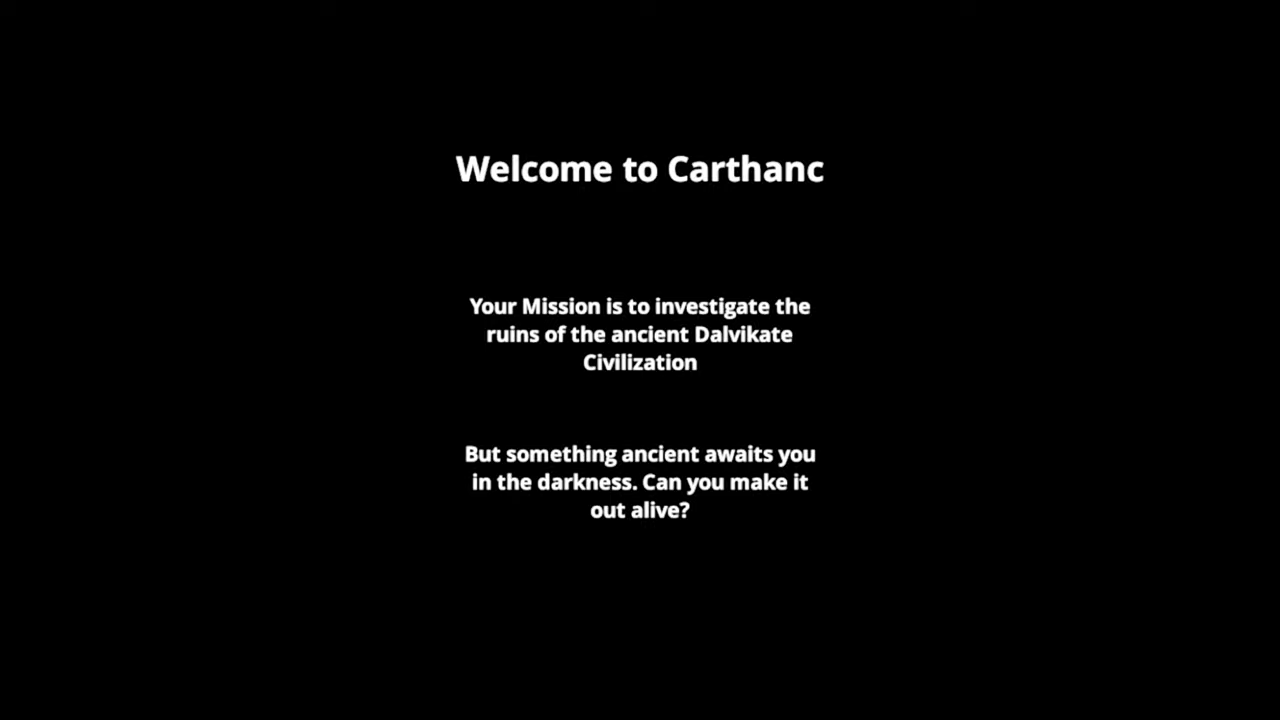 Welcome to Carthanc
Your Mission is to investigate the
ruins of the ancient Dalvikate
Civilization
But something ancient awaits you
in the darkness. Can you make it
out alive?